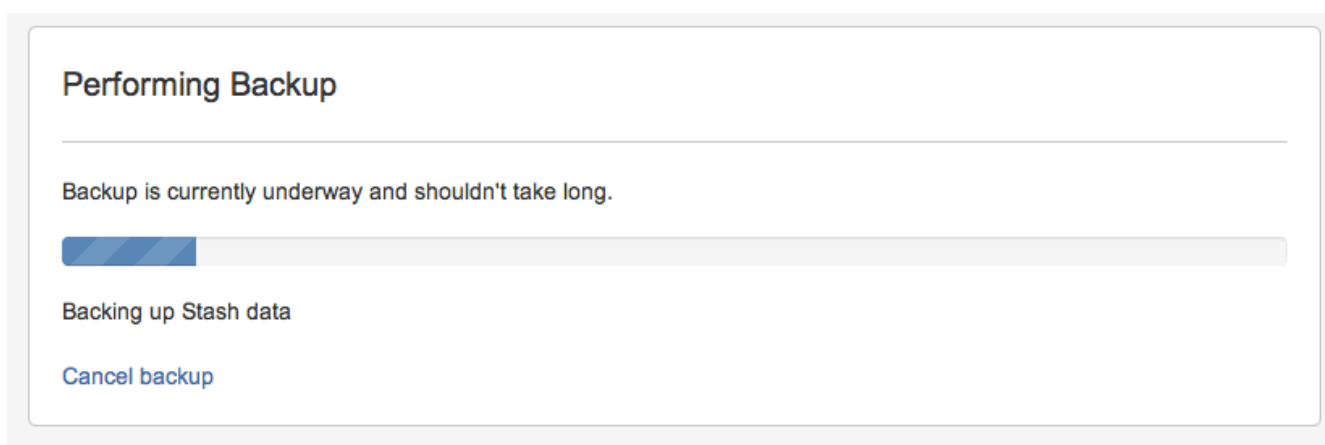 Performing Backup
Backup is currently underway and shouldn't take long.
Backing up Stash data
Cancel backup